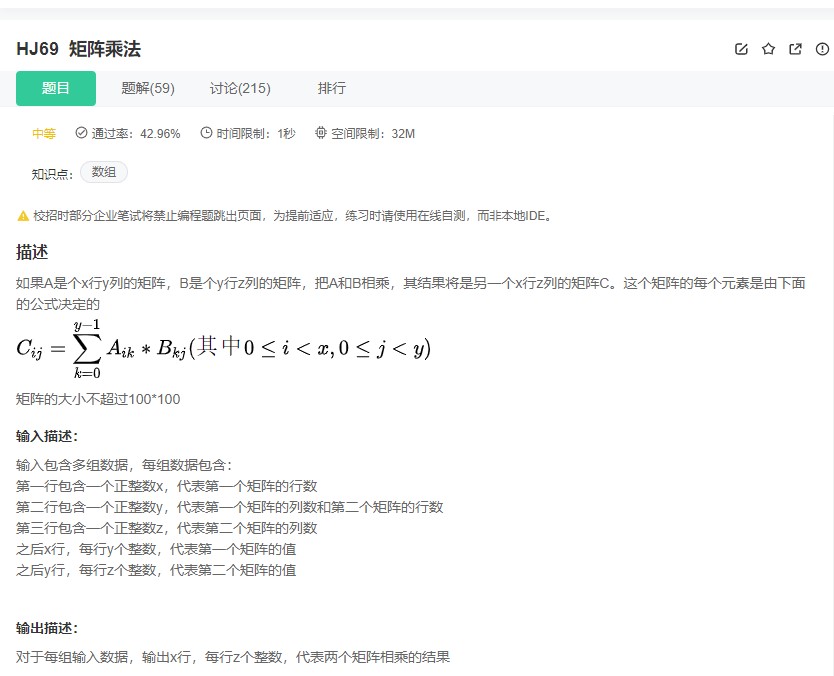 HJ69 矩阵乘法
题目 题解(59) 讨论(215) 排行
中等 通过率：42.96% 时间限制：1秒 空间限制：32M
知识点： 数组
校招时部分企业笔试将禁止编程题跳出页面，为提前适应，练习时请使用在线自测，而非本地IDE。
描述
如果A是个x行y列的矩阵，B是个y行z列的矩阵，把A和B相乘，其结果将是另一个x行z列的矩阵C。这个矩阵的每个元素是由下面
的公式决定的
C_{ij} = \sum_{k=0}^{y-1} A_{ik} * B_{kj}(其中0 ≤ i < x, 0 ≤ j < y)
矩阵的大小不超过100*100
输入描述：
输入包含多组数据，每组数据包含：
第一行包含一个正整数x，代表第一个矩阵的行数
第二行包含一个正整数y，代表第一个矩阵的列数和第二个矩阵的行数
第三行包含一个正整数z，代表第二个矩阵的列数
之后x行，每行y个整数，代表第一个矩阵的值
之后y行，每行z个整数，代表第二个矩阵的值
输出描述：
对于每组输入数据，输出x行，每行z个整数，代表两个矩阵相乘的结果